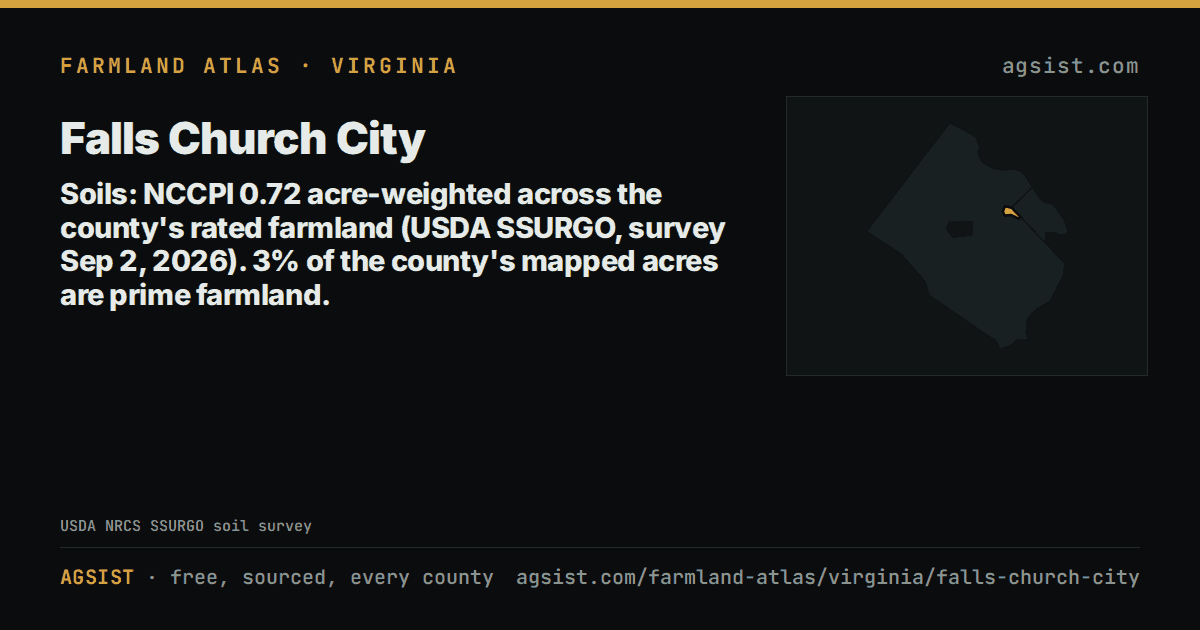 FARMLAND ATLAS · VIRGINIA
agsist.com
Falls Church City
Soils: NCCPI 0.72 acre-weighted across the
county's rated farmland (USDA SSURGO, survey
Sep 2, 2026). 3% of the county's mapped acres
are prime farmland.
USDA NRCS SSURGO soil survey
AGSIST · free, sourced, every county
agsist.com/farmland-atlas/virginia/falls-church-city